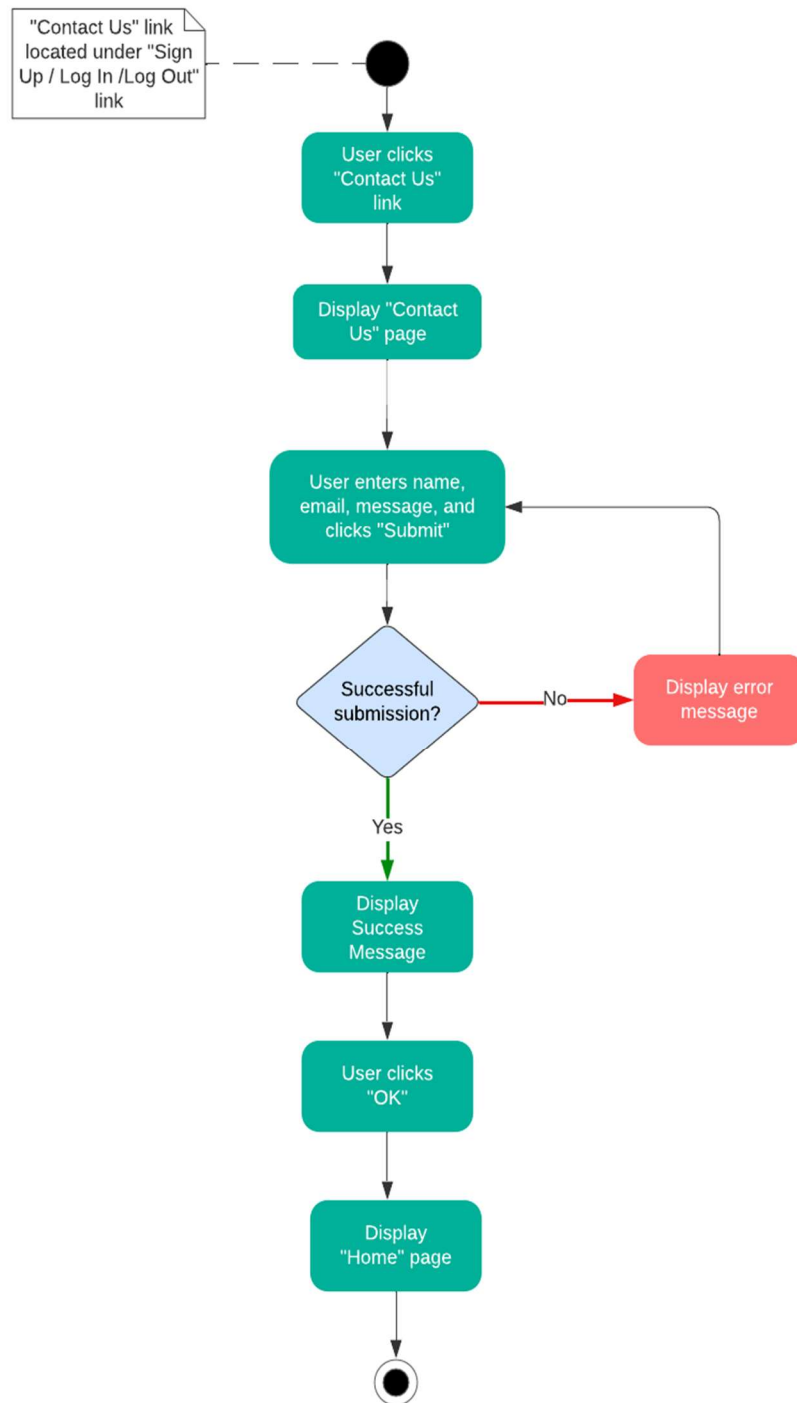 "Contact Us" link
located under "Sign
Up / Log In /Log Out"
link
User clicks
"Contact Us"
link
Display "Contact
Us" page
User enters name,
email, message, and
clicks "Submit"
Successful
submission?
No
Display error
message
Yes
Display
Success
Message
User clicks
"OK"
Display
"Home" page